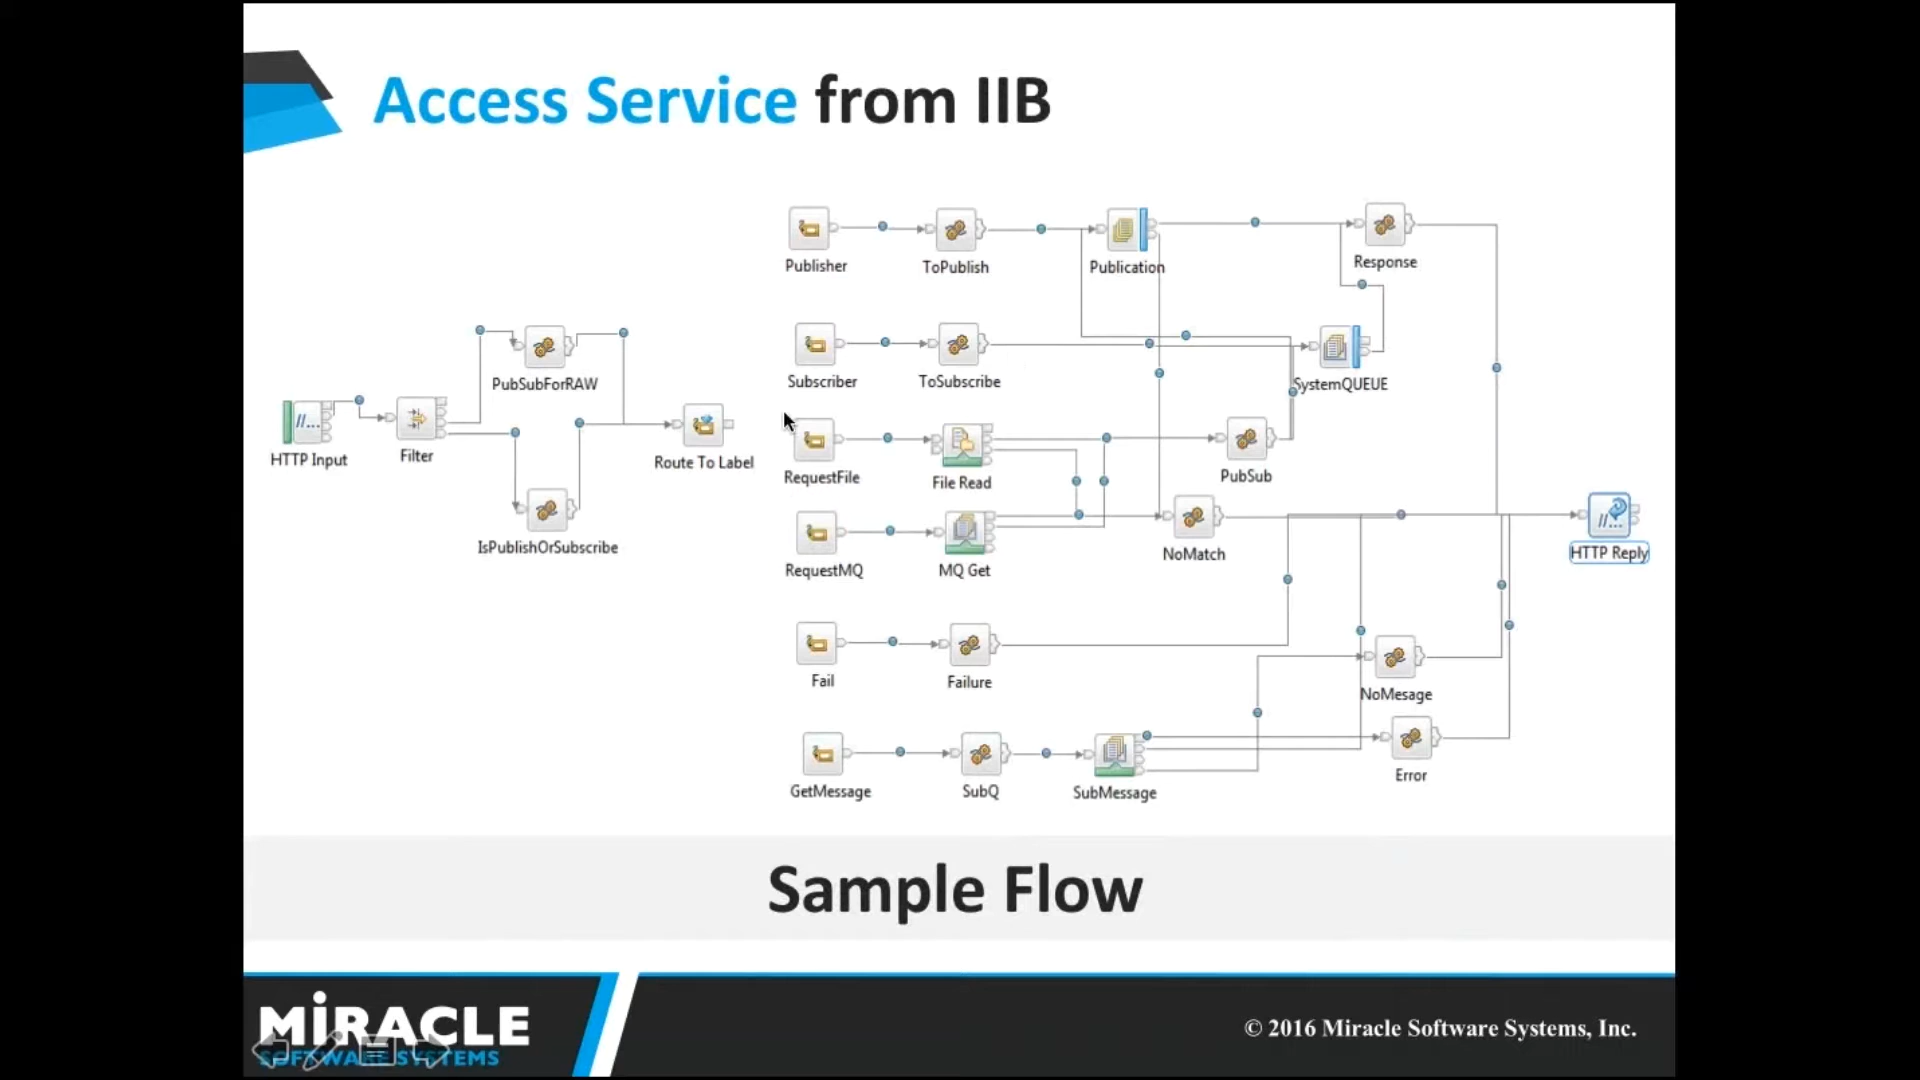 Access Service from IIB
Publisher
ToPublish
Publication
Response
PubSubForRAW
Subscriber
ToSubscribe
SystemQUEUE
//...
HTTP Input
Filter
Route To Label
RequestFile
File Read
PubSub
IsPublishOrSubscribe
RequestMQ
MQ Get
NoMatch
//...
HTTP Reply
Fail
Failure
NoMesage
GetMessage
SubQ
SubMessage
Error
Sample Flow
MiRACLE
SOFTWARE SYSTEMS
© 2016 Miracle Software Systems, Inc.